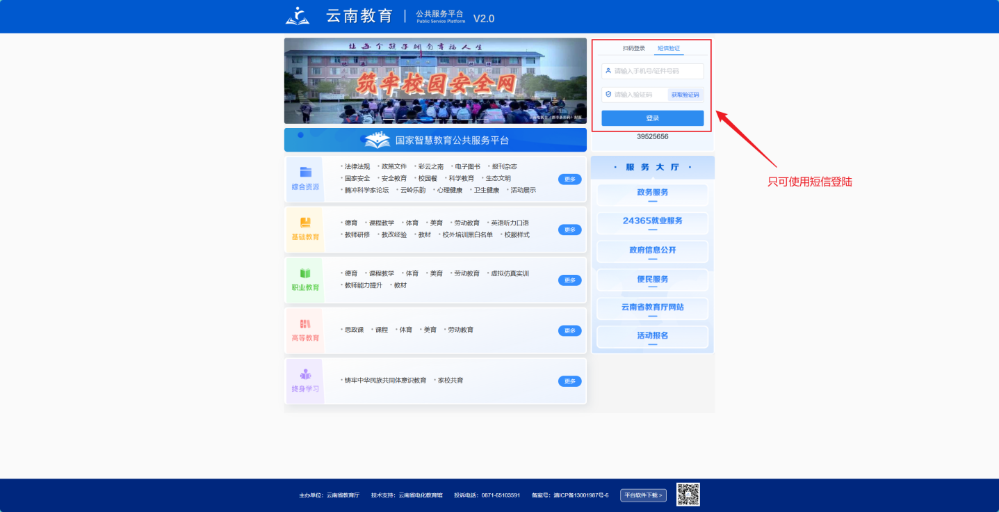 云南教育
公共服务平台
Public Service Platform
V2.0
让每个孩子拥有幸福人生
筑牢校园安全网
国家智慧教育公共服务平台
扫码登录 短信验证
请输入手机号/证件号码
请输入验证码 获取验证码
登录
39525656
只可使用短信登陆
综合资源
·法律法规 ·政策文件 ·彩云之南 ·电子图书 ·报刊杂志
·国家安全 ·安全教育 ·校园餐 ·科学教育 ·生态文明
·腾冲科学家论坛 ·云岭乐韵 ·心理健康 ·卫生健康 ·活动展示
更多
基础教育
·德育 ·课程教学 ·体育 ·美育 ·劳动教育 ·英语听力口语
·教师研修 ·教改经验 ·教材 ·校外培训黑白名单 ·校服样式
更多
职业教育
·德育 ·课程教学 ·体育 ·美育 ·劳动教育 ·虚拟仿真实训
·教师能力提升 ·教材
更多
高等教育
·思政课 ·课程 ·体育 ·美育 ·劳动教育
更多
终身学习
·铸牢中华民族共同体意识教育 ·家校共育
更多
· 服务大厅 ·
政务服务
24365就业服务
政府信息公开
便民服务
云南省教育厅网站
活动报名
主办单位：云南省教育厅 技术支持：云南省电化教育馆 投诉电话：0871-65103591 备案号：滇ICP备13001987号-6 平台软件下载 >